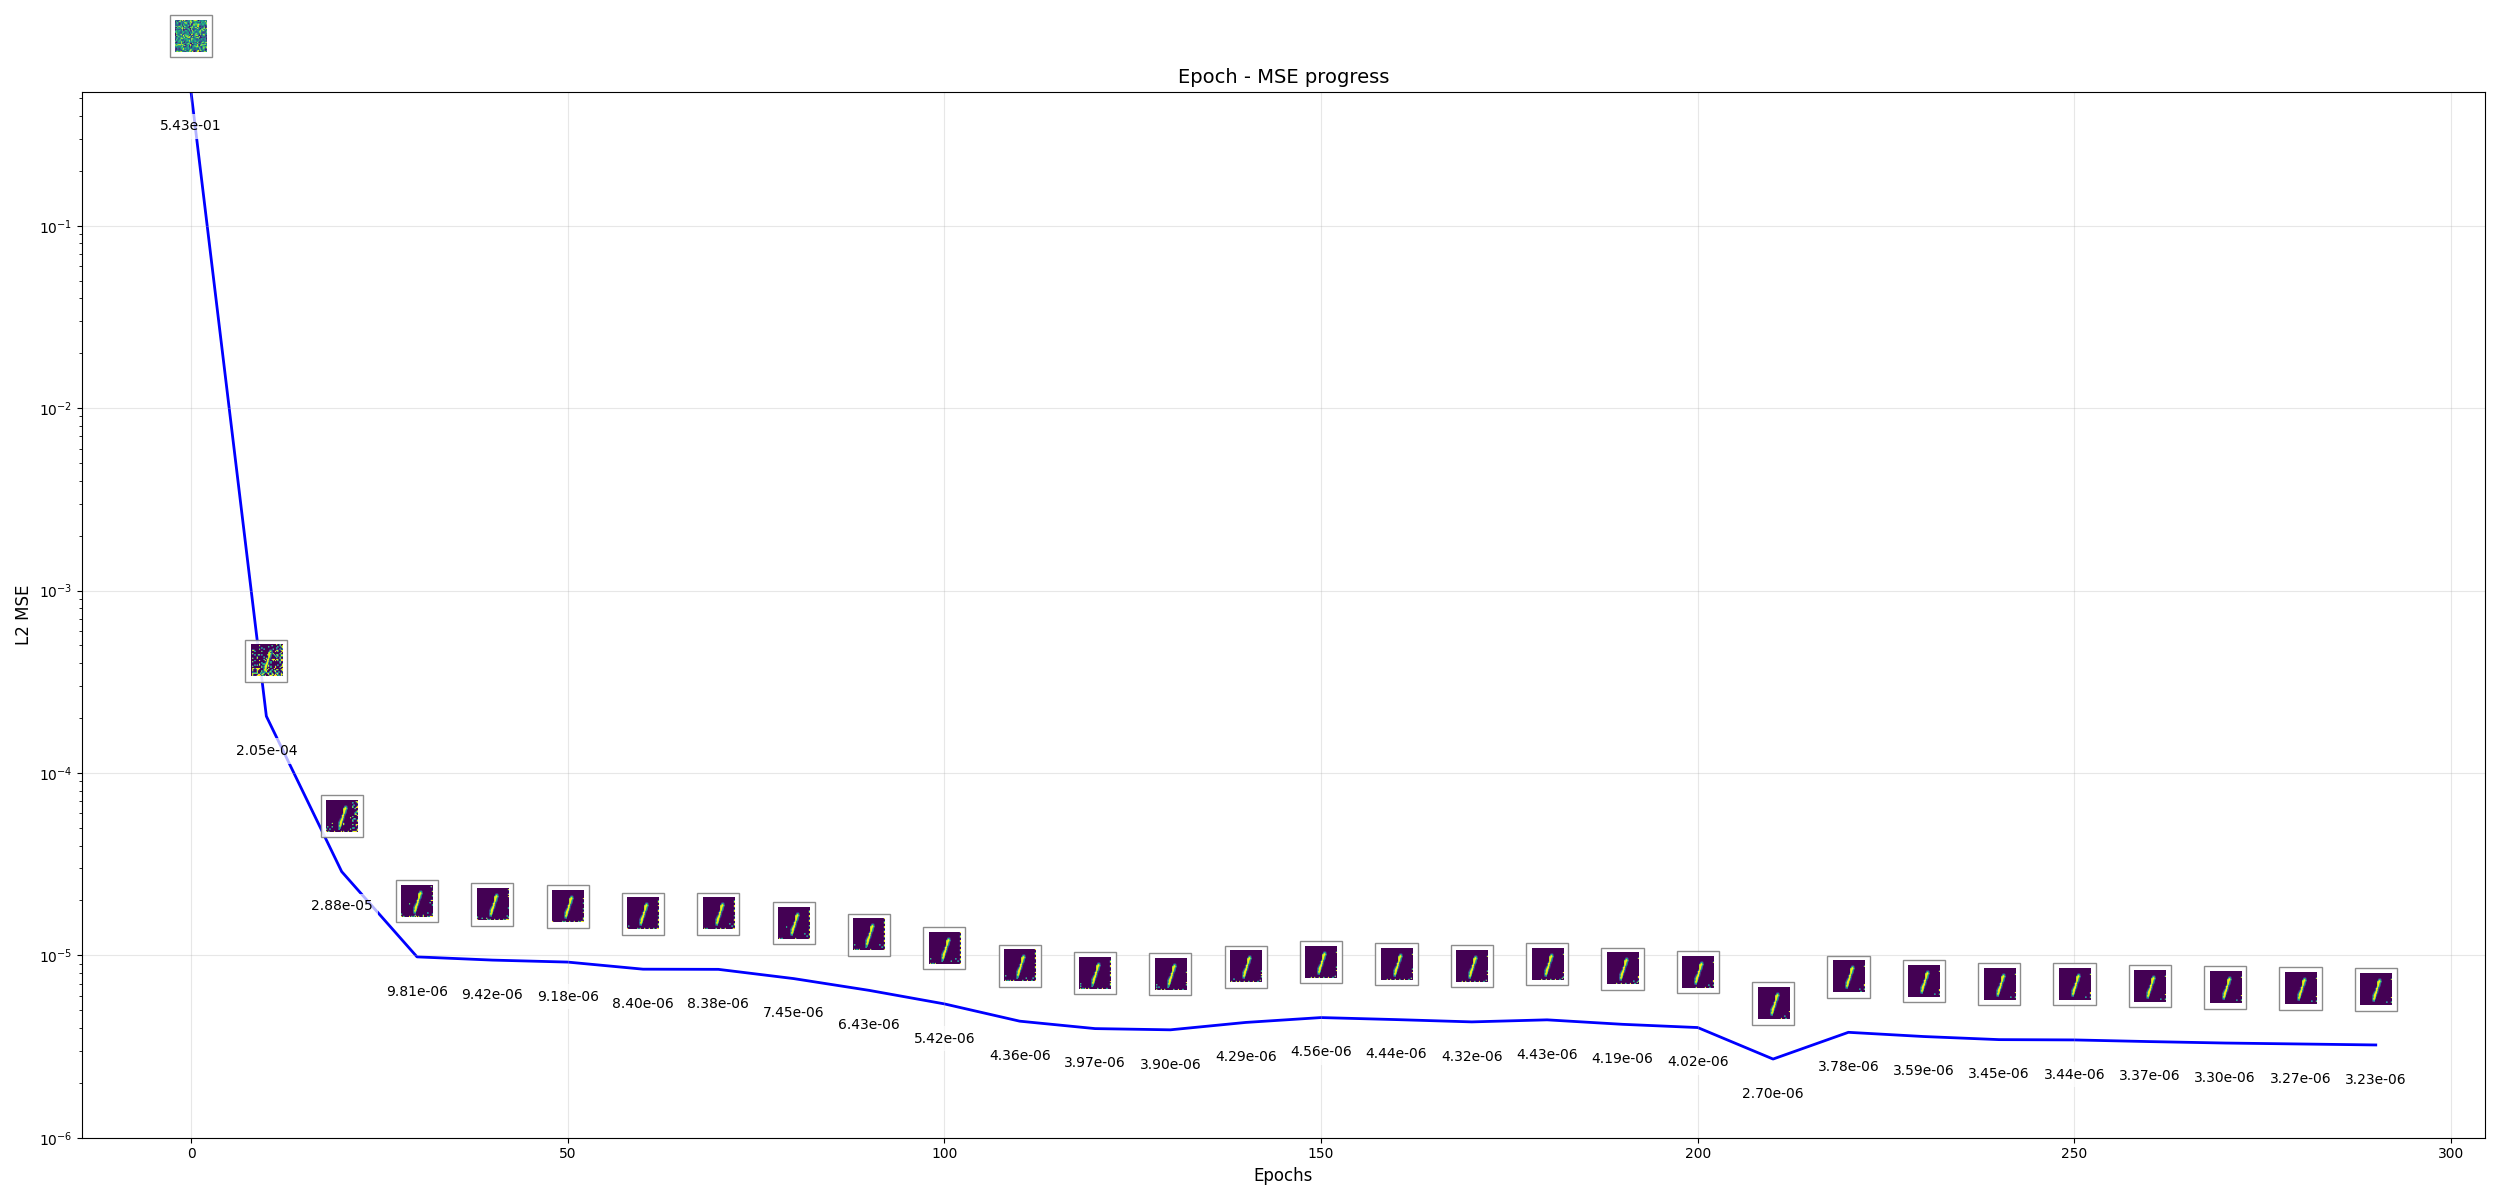 Epoch - MSE progress
L2 MSE
10⁻¹
10⁻²
10⁻³
10⁻⁴
10⁻⁵
10⁻⁶
5.43e-01
2.05e-04
2.88e-05
9.81e-06
9.42e-06
9.18e-06
8.40e-06
8.38e-06
7.45e-06
6.43e-06
5.42e-06
4.36e-06
3.97e-06
3.90e-06
4.29e-06
4.56e-06
4.44e-06
4.32e-06
4.43e-06
4.19e-06
4.02e-06
2.70e-06
3.78e-06
3.59e-06
3.45e-06
3.44e-06
3.37e-06
3.30e-06
3.27e-06
3.23e-06
0 50 100 150 200 250 300
Epochs